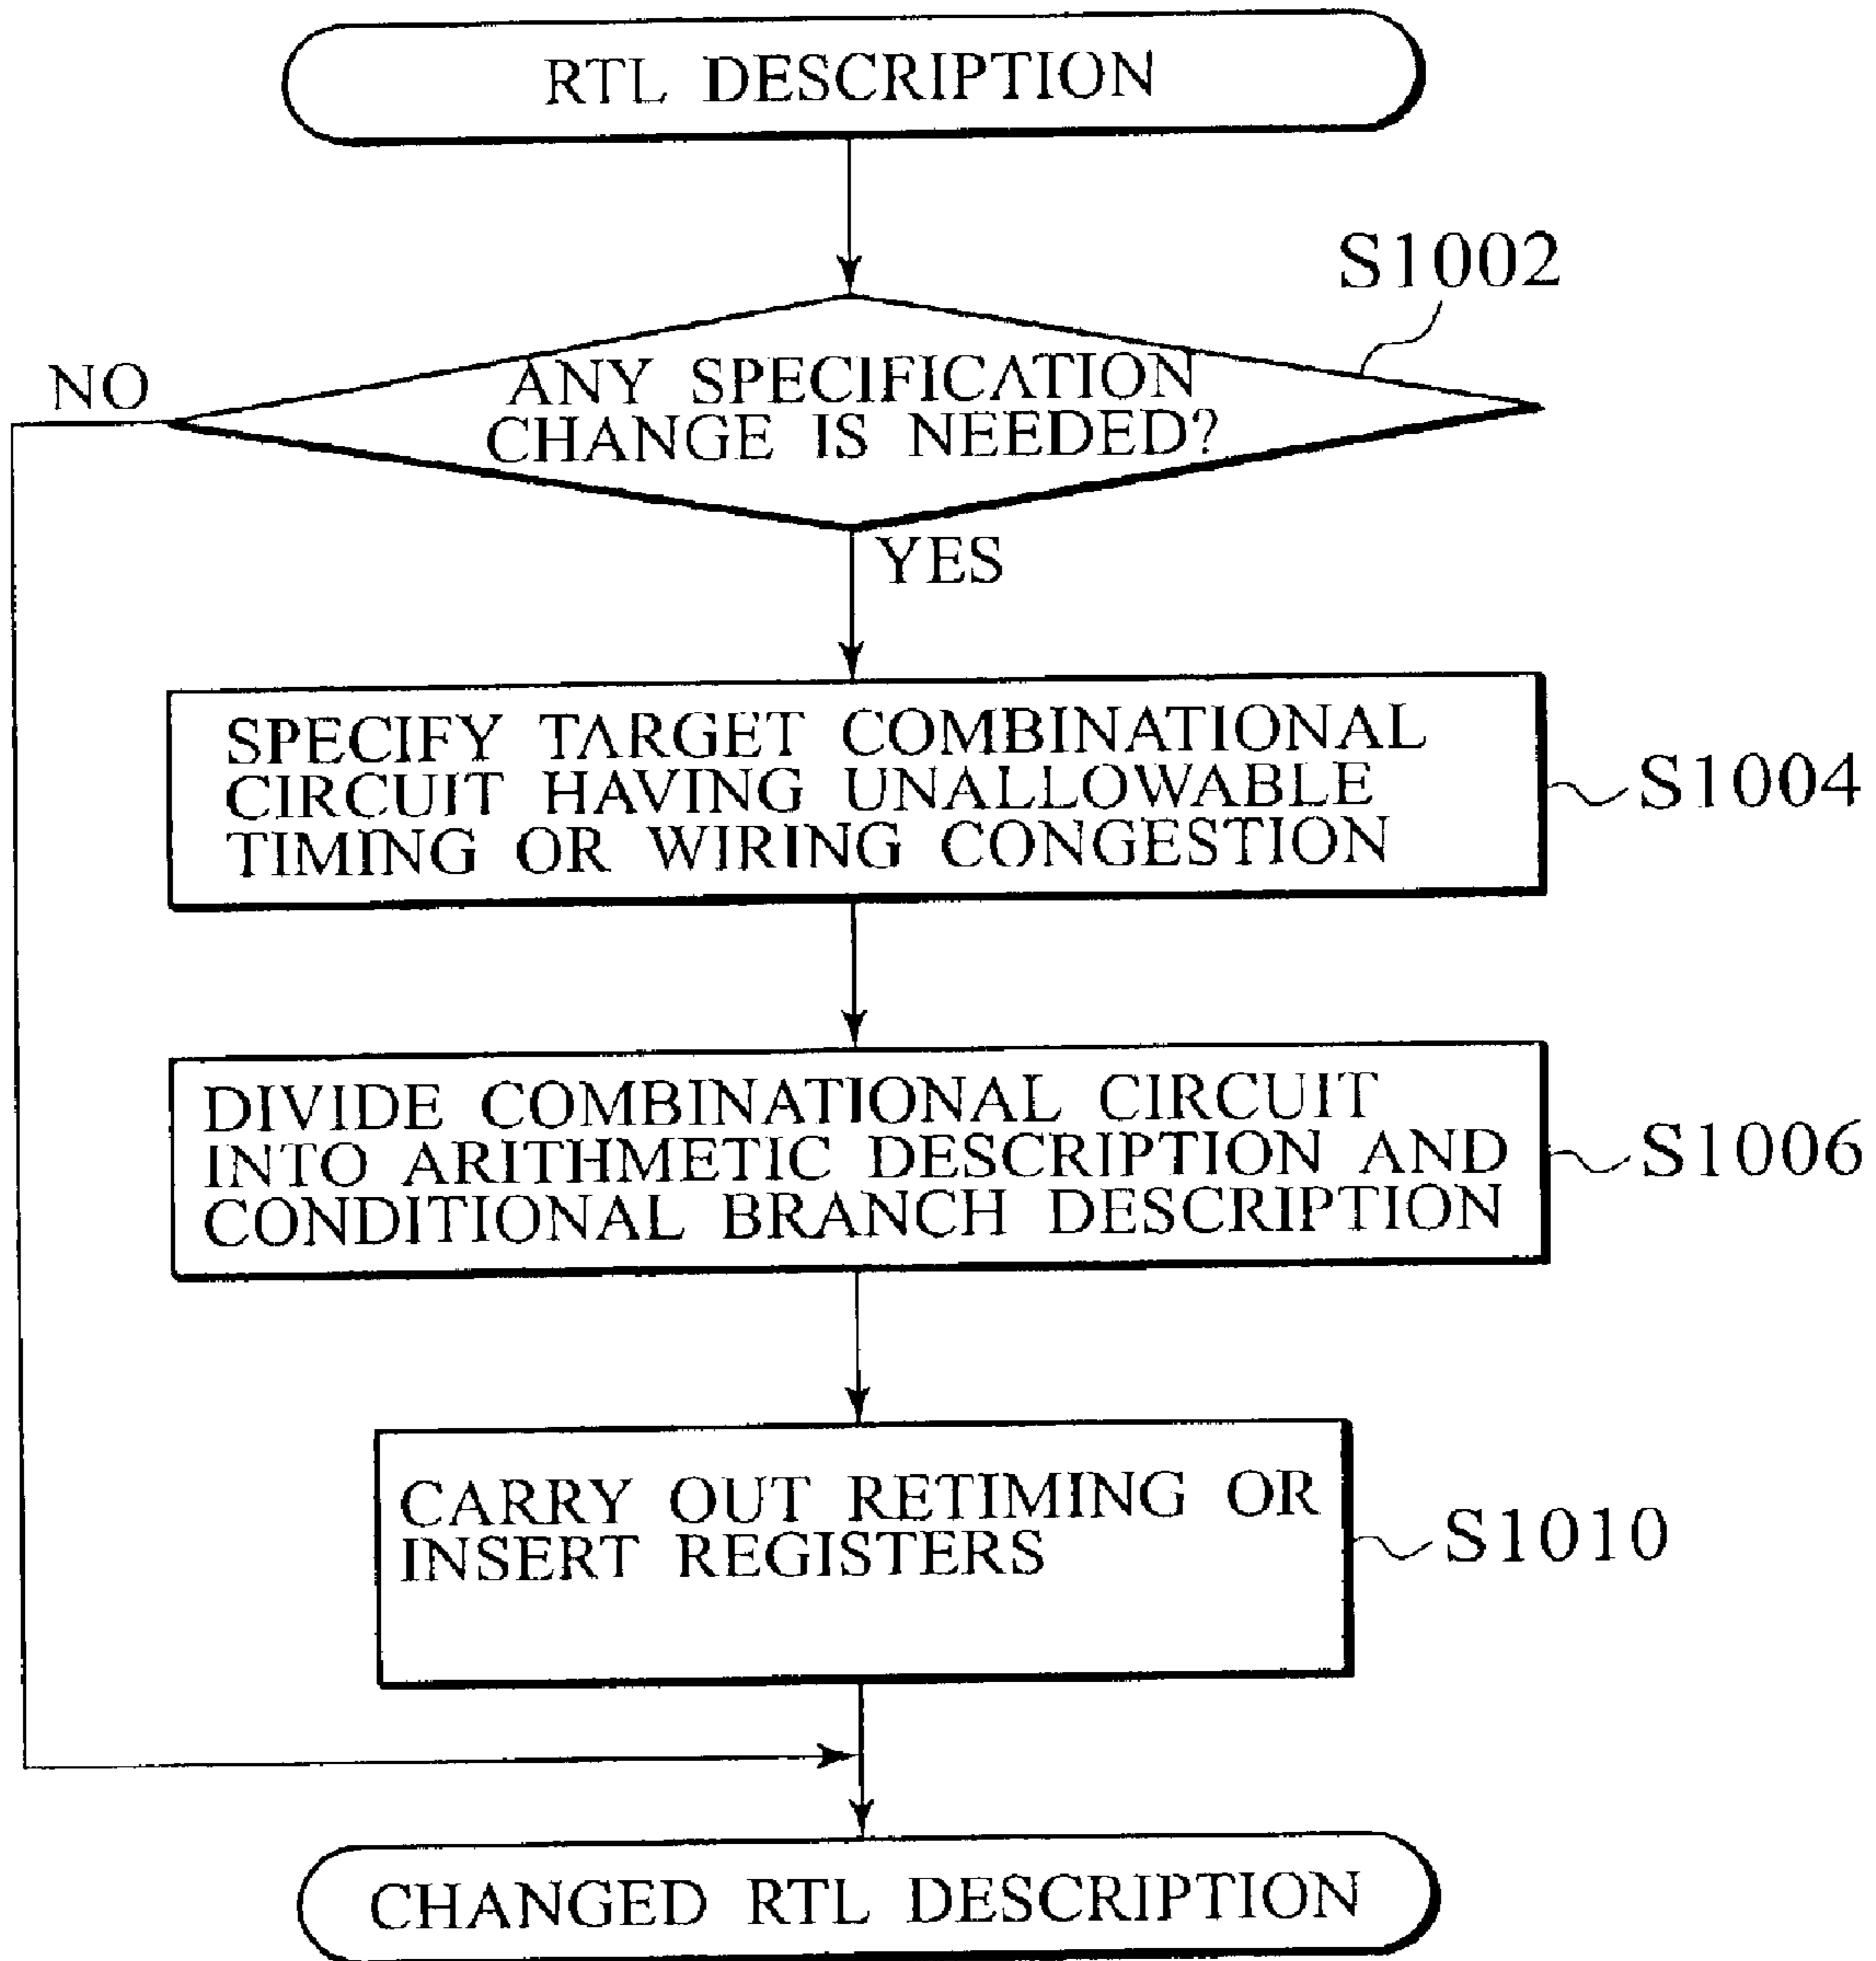 RTL DESCRIPTION
S1002
NO
ANY SPECIFICATION
CHANGE IS NEEDED?
YES
SPECIFY TARGET COMBINATIONAL
CIRCUIT HAVING UNALLOWABLE
TIMING OR WIRING CONGESTION
S1004
DIVIDE COMBINATIONAL CIRCUIT
INTO ARITHMETIC DESCRIPTION AND
CONDITIONAL BRANCH DESCRIPTION
S1006
CARRY OUT RETIMING OR
INSERT REGISTERS
S1010
CHANGED RTL DESCRIPTION